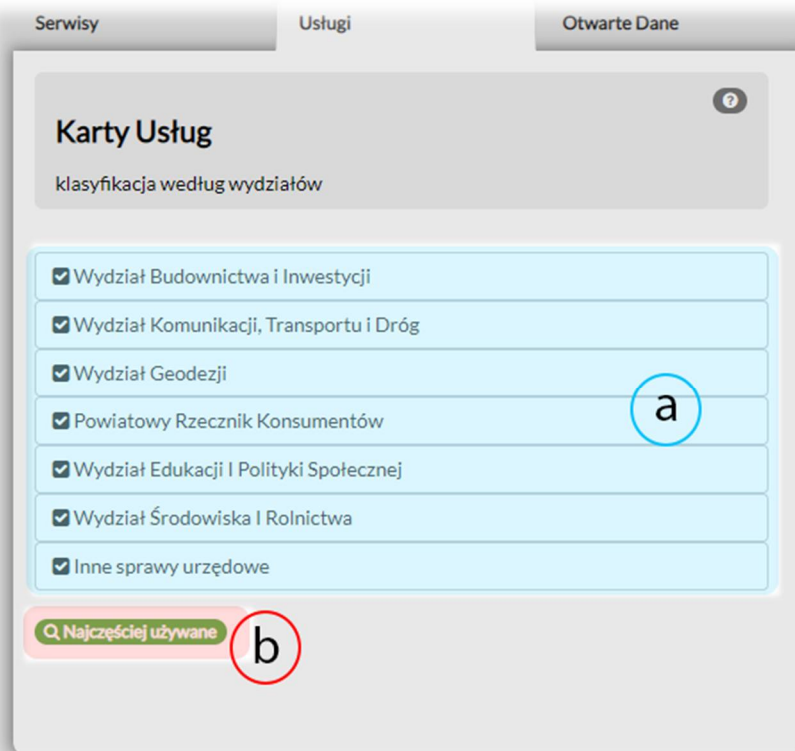 Serwisy Usługi Otwarte Dane
Karty Usług
klasyfikacja według wydziałów
Wydział Budownictwa i Inwestycji
Wydział Komunikacji, Transportu i Dróg
Wydział Geodezji
a
Powiatowy Rzecznik Konsumentów
Wydział Edukacji I Polityki Społecznej
Wydział Środowiska I Rolnictwa
Inne sprawy urzędowe
Najczęściej używane
b